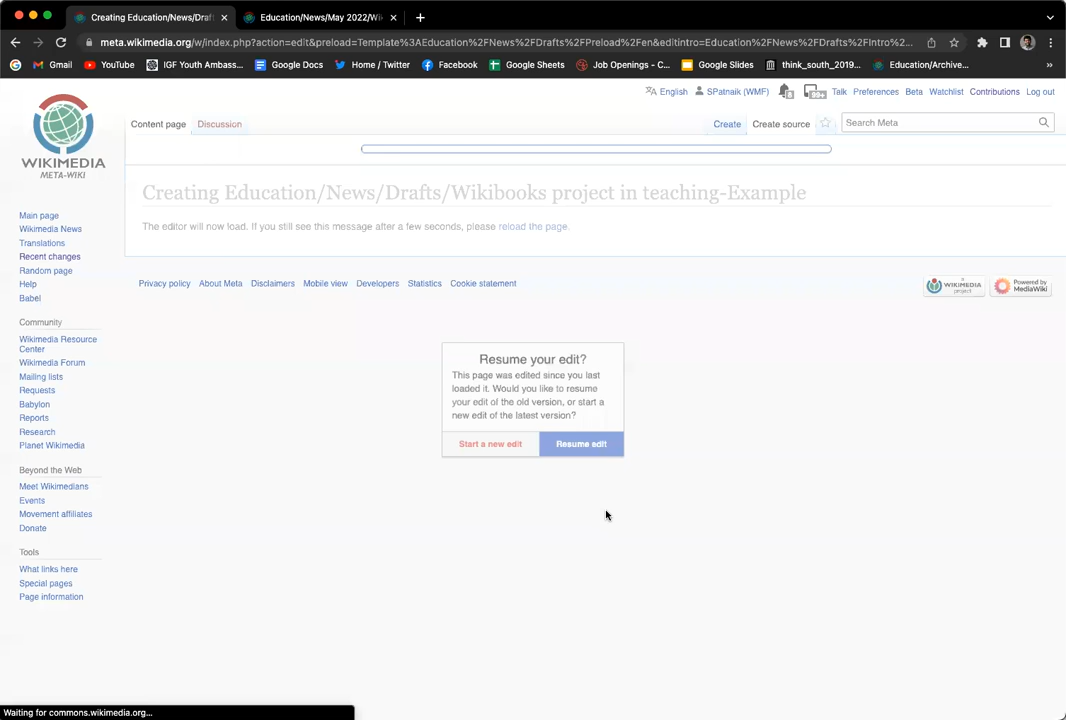 Creating Education/News/Draf
Education/News/May 2022/Wi
meta.wikimedia.org/w/index.php?action=edit&preload=Template%3AEducation%2FNews%2FDrafts%2FPreload%2Fen&editintro=Education%2FNews%2FDrafts%2FIntro%2...
Gmail
YouTube
IGF Youth Ambass...
Google Docs
Home / Twitter
Facebook
Google Sheets
Job Openings - C...
Google Slides
think_south_2019...
Education/Archive...
English
SPatnaik (WMF)
8
99+
Talk
Preferences
Beta
Watchlist
Contributions
Log out
WIKIMEDIA
META-WIKI
Content page
Discussion
Create
Create source
Search Meta
Creating Education/News/Drafts/Wikibooks project in teaching-Example
The editor will now load. If you still see this message after a few seconds, please reload the page.
Main page
Wikimedia News
Translations
Recent changes
Random page
Help
Babel
Community
Wikimedia Resource
Center
Wikimedia Forum
Mailing lists
Requests
Babylon
Reports
Research
Planet Wikimedia
Beyond the Web
Meet Wikimedians
Events
Movement affiliates
Donate
Tools
What links here
Special pages
Page information
Privacy policy
About Meta
Disclaimers
Mobile view
Developers
Statistics
Cookie statement
WIKIMEDIA
project
Powered by
MediaWiki
Resume your edit?
This page was edited since you last
loaded it. Would you like to resume
your edit of the old version, or start a
new edit of the latest version?
Start a new edit
Resume edit
Waiting for commons.wikimedia.org...